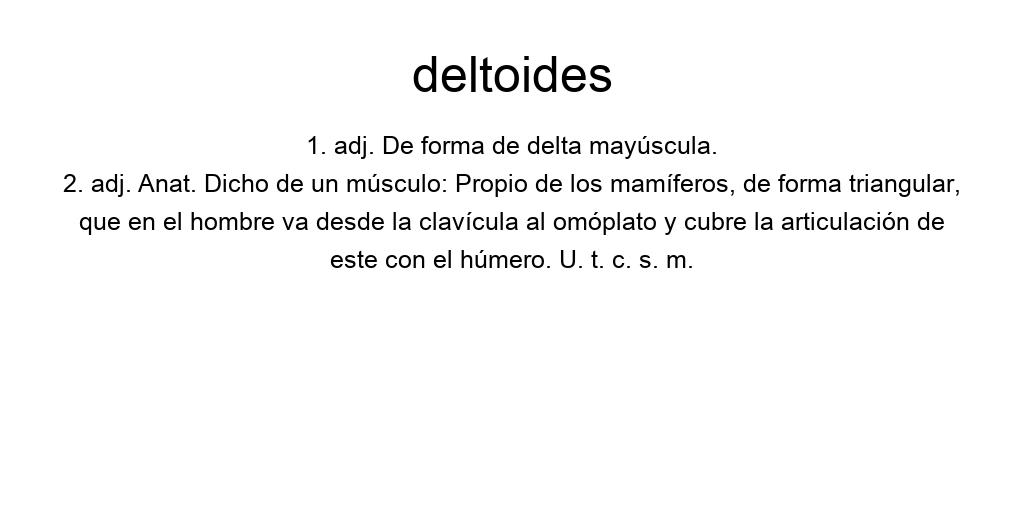 deltoides
1. adj. De forma de delta mayúscula.
2. adj. Anat. Dicho de un músculo: Propio de los mamíferos, de forma triangular,
que en el hombre va desde la clavícula al omóplato y cubre la articulación de
este con el húmero. U. t. c. s. m.